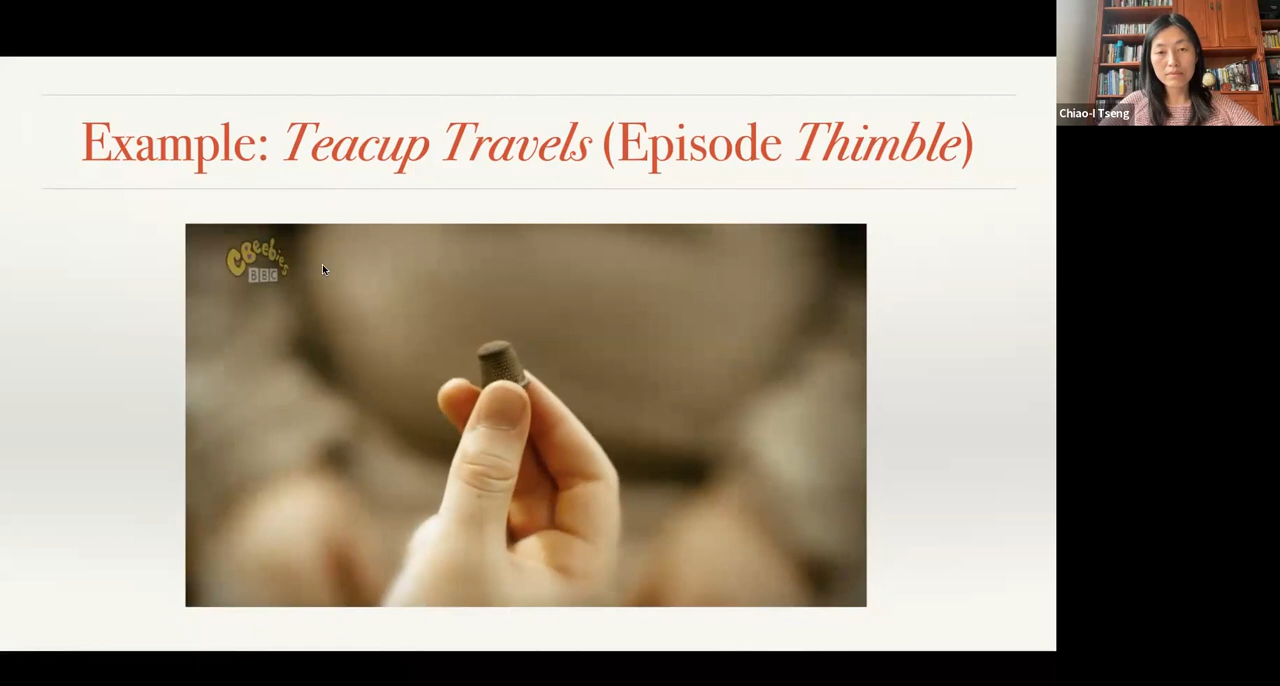 Example: Teacup Travels (Episode Thimble)
CBeebies
BBC
Chiao-I Tseng